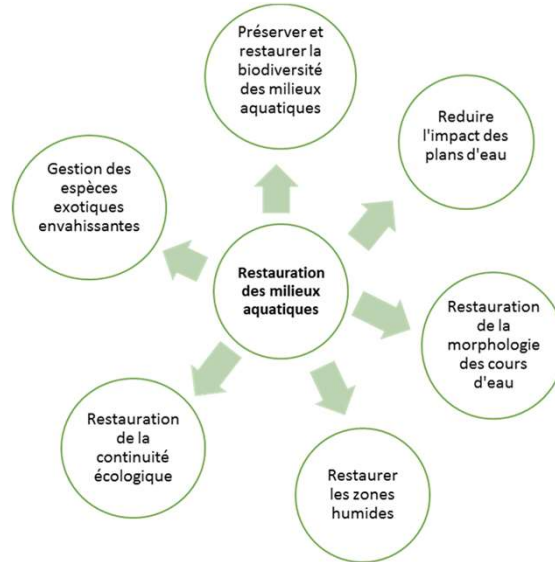 Préserver et
restaurer la
biodiversité
des milieux
aquatiques
Reduire
l'impact des
plans d'eau
Gestion des
espèces
exotiques
envahissantes
Restauration
des milieux
aquatiques
Restauration
de la
morphologie
des cours
d'eau
Restauration
de la
continuité
écologique
Restaurer
les zones
humides